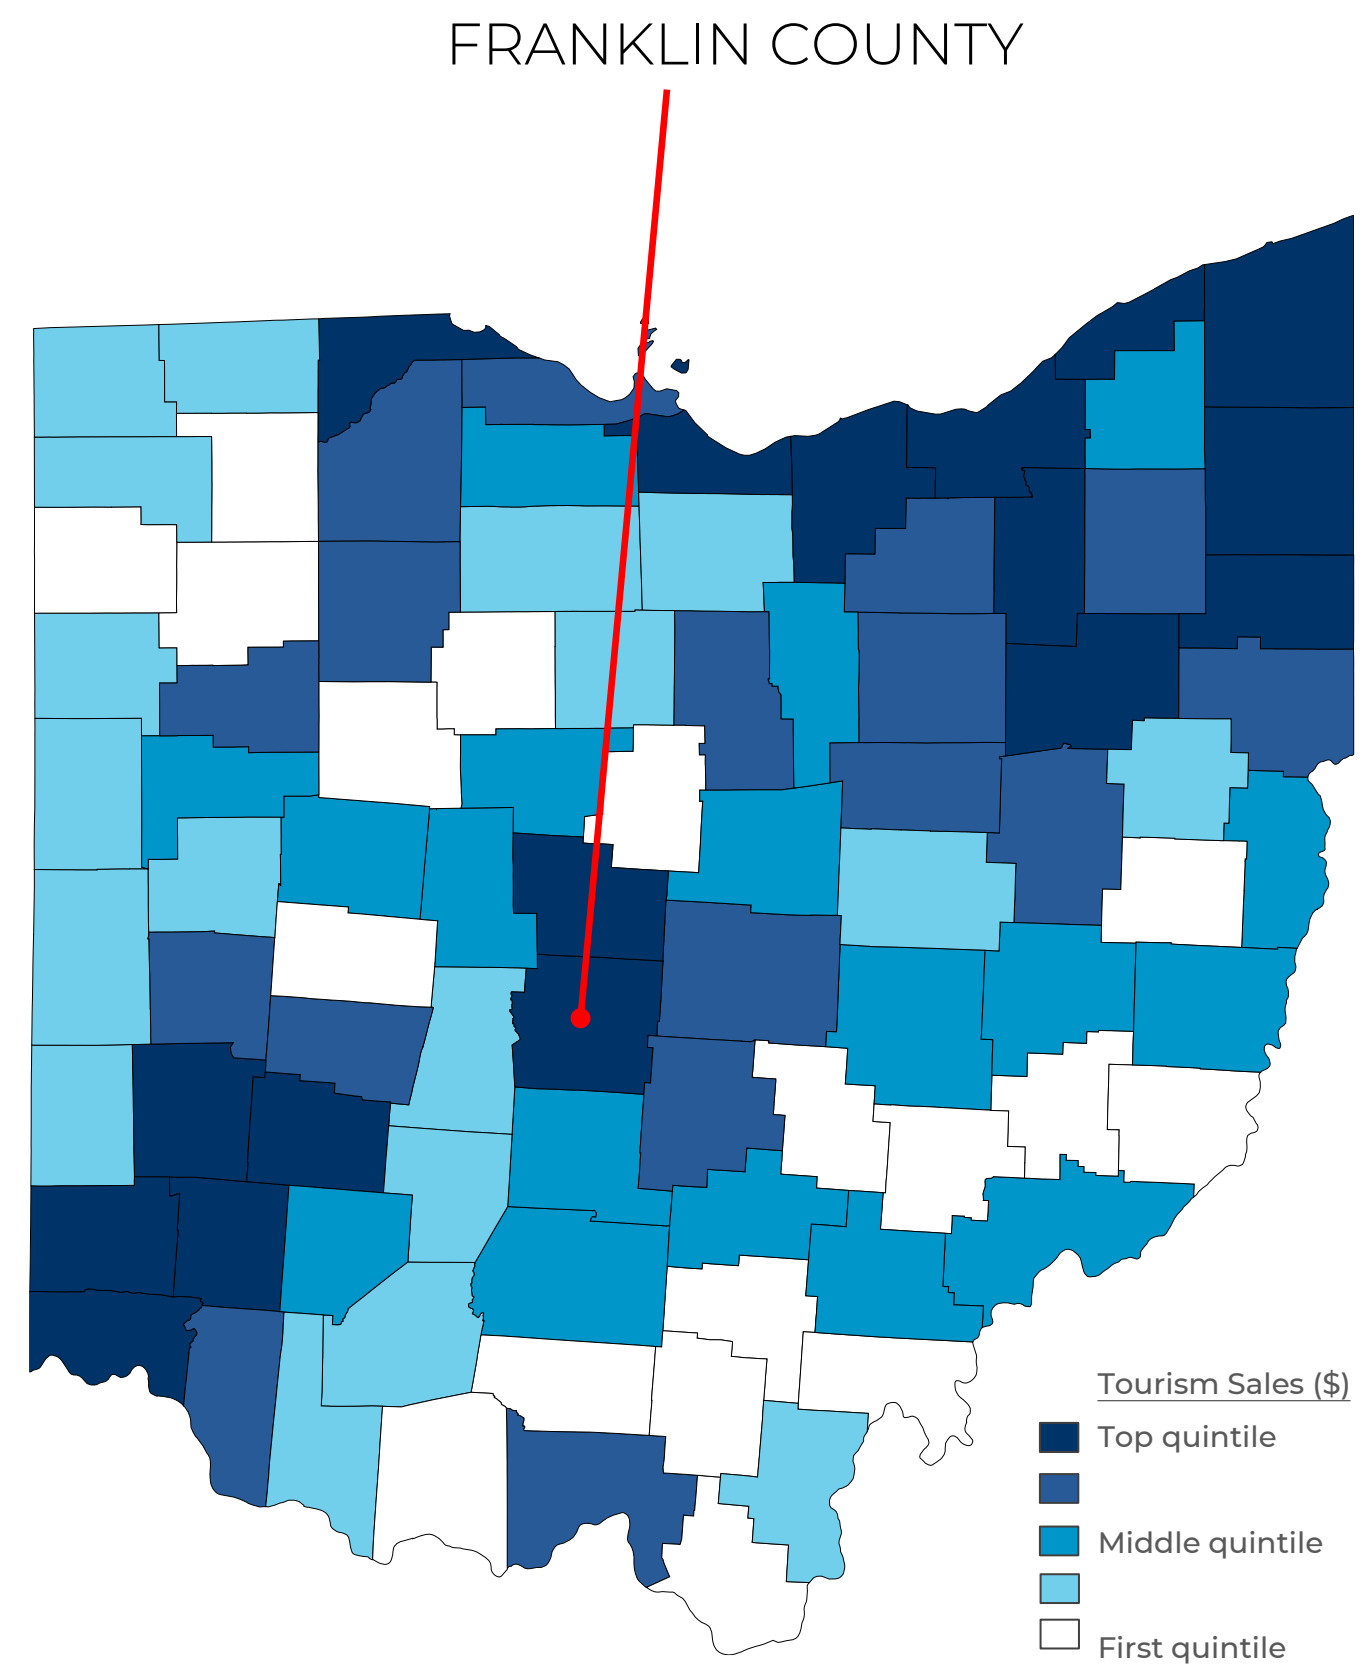 FRANKLIN COUNTY
Tourism Sales ($)
Top quintile
Middle quintile
First quintile